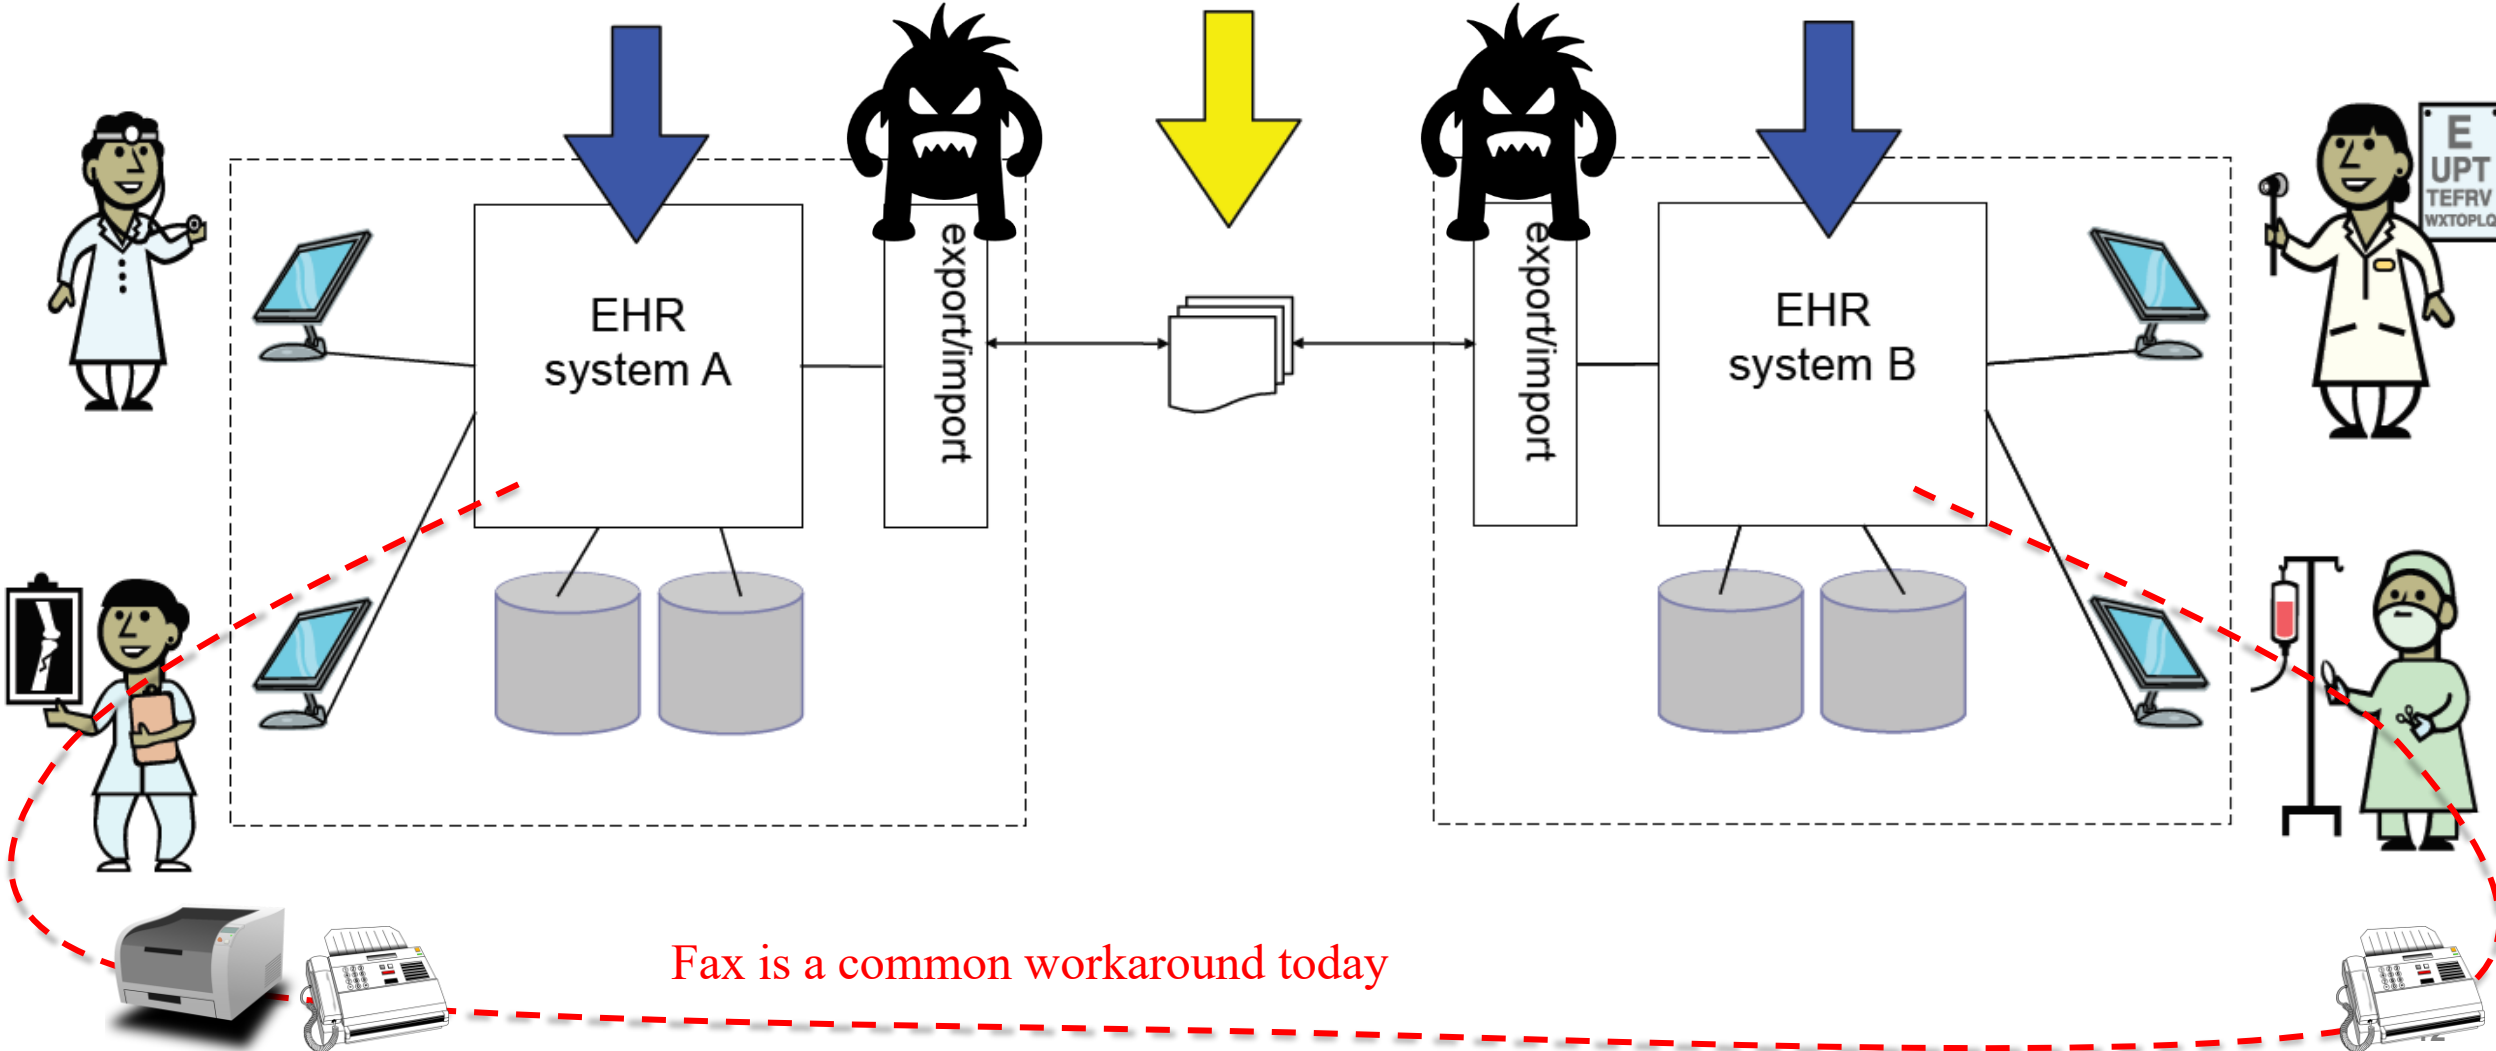 EHR
system A
export/import
export/import
EHR
system B
E
UPT
TEFRV
WXTOPLQ
Fax is a common workaround today